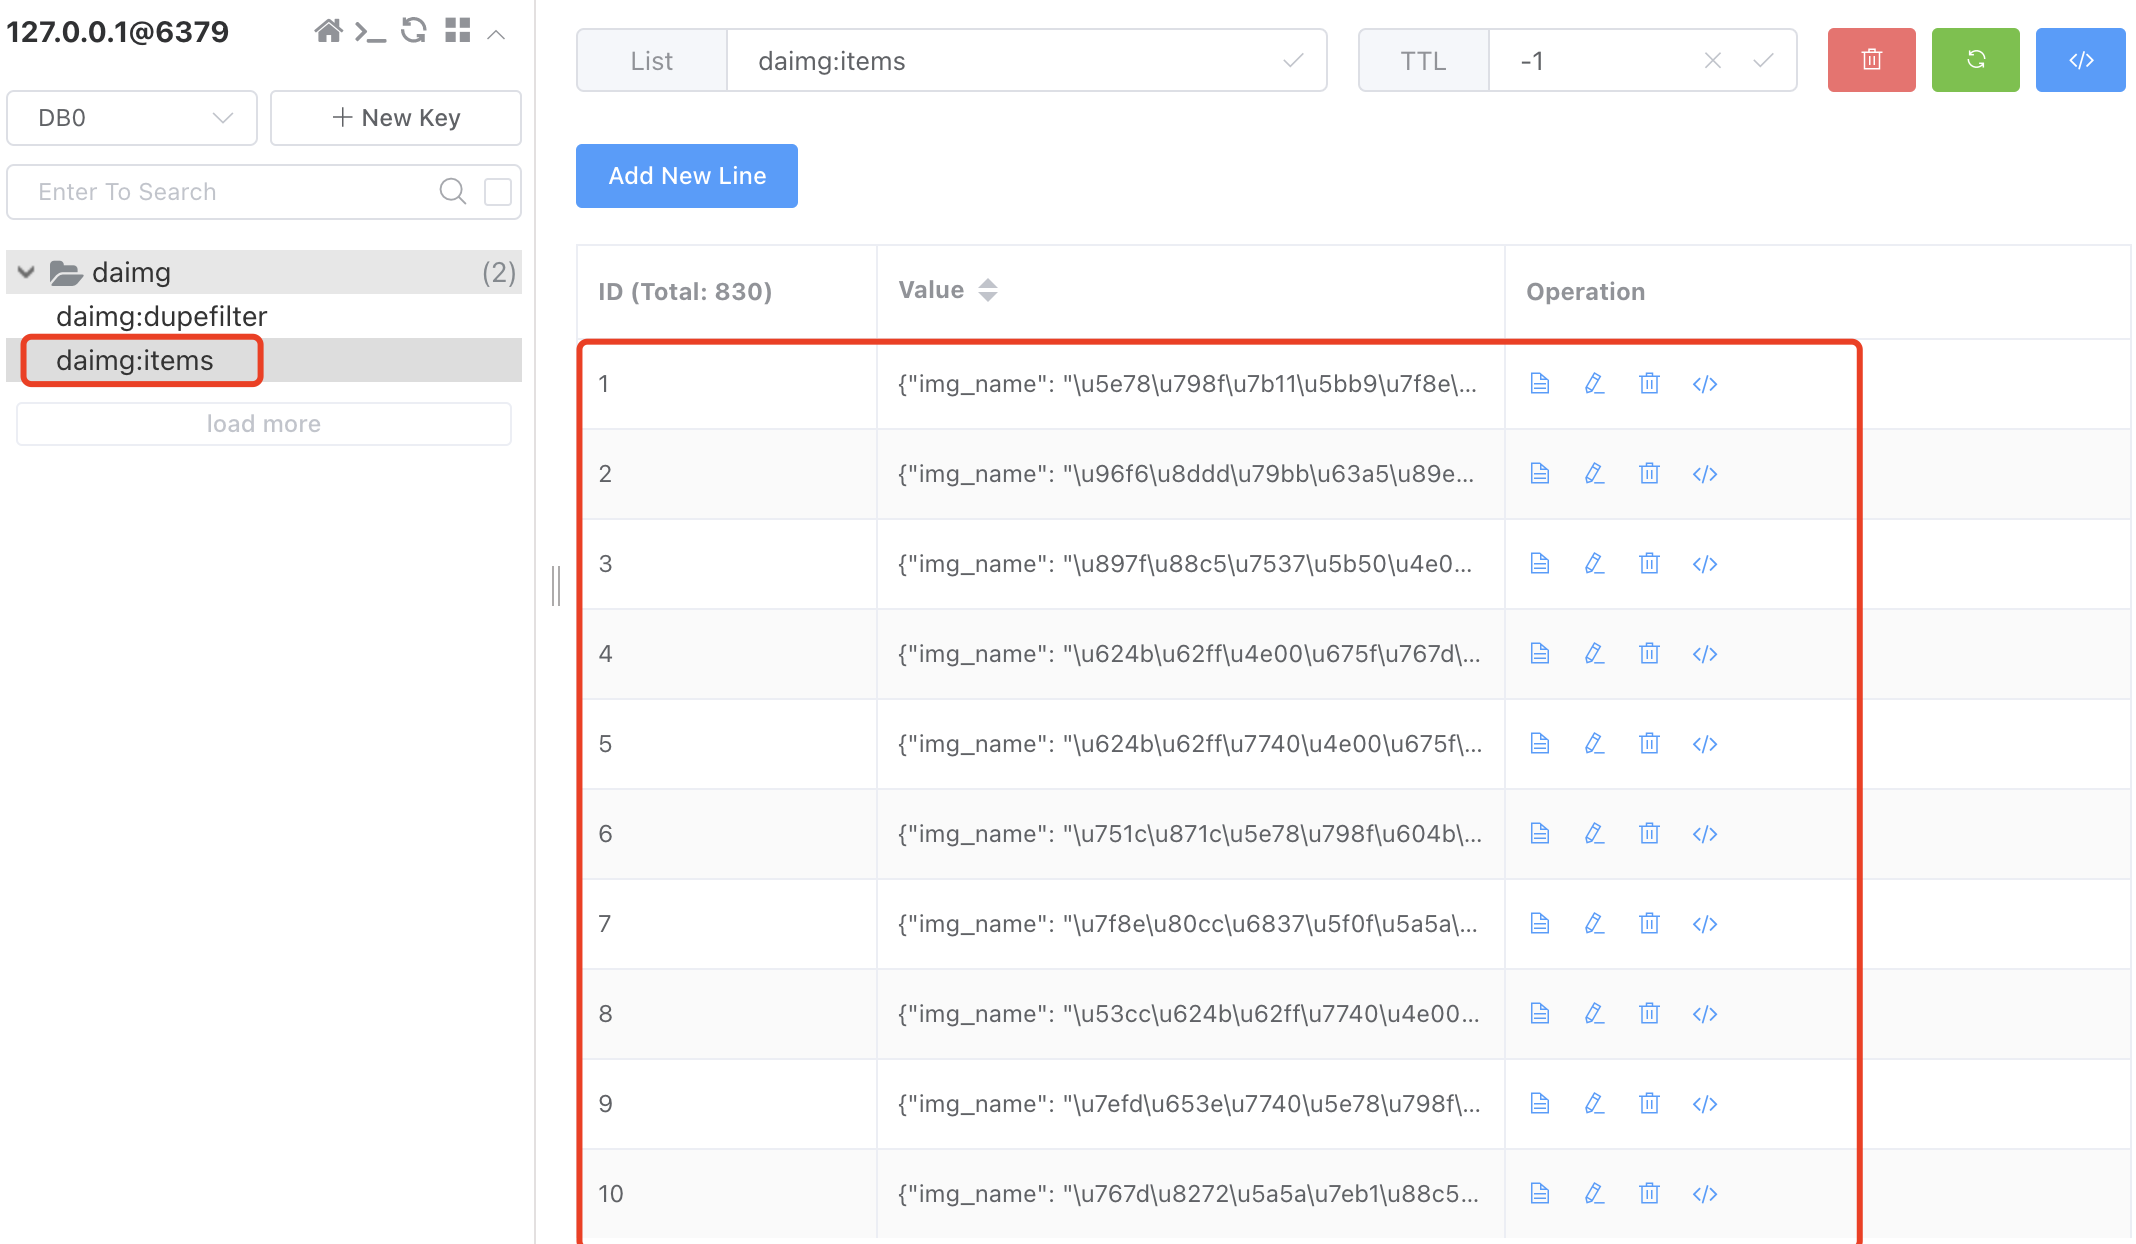 127.0.0.1@6379
DB0
New Key
Enter To Search
daimg (2)
daimg:dupefilter
daimg:items
load more
List daimg:items TTL -1
Add New Line
ID (Total: 830) Value Operation
1 {"img_name": "\u5e78\u798f\u7b11\u5bb9\u7f8e\...
2 {"img_name": "\u96f6\u8ddd\u79bb\u63a5\u89e...
3 {"img_name": "\u897f\u88c5\u7537\u5b50\u4e0...
4 {"img_name": "\u624b\u62ff\u4e00\u675f\u767d\...
5 {"img_name": "\u624b\u62ff\u7740\u4e00\u675f\...
6 {"img_name": "\u751c\u871c\u5e78\u798f\u604b\...
7 {"img_name": "\u7f8e\u80cc\u6837\u5f0f\u5a5a\...
8 {"img_name": "\u53cc\u624b\u62ff\u7740\u4e00...
9 {"img_name": "\u7efd\u653e\u7740\u5e78\u798f\...
10 {"img_name": "\u767d\u8272\u5a5a\u7eb1\u88c5...